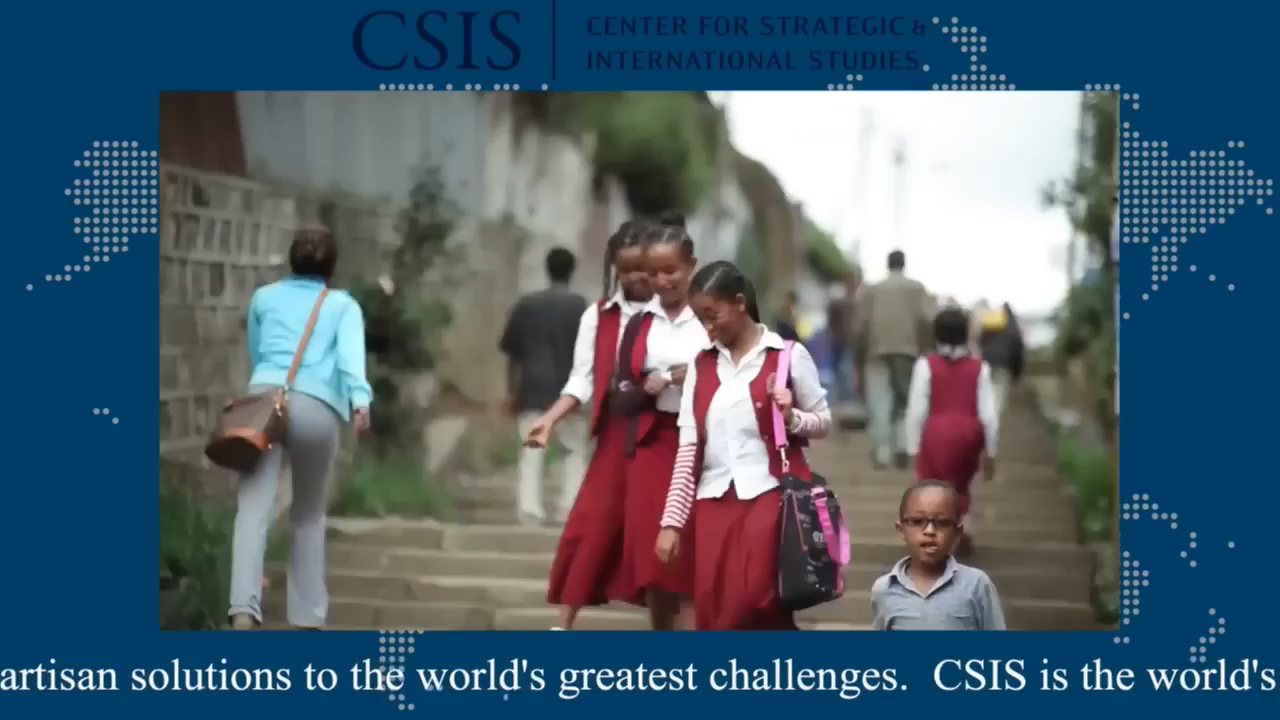 CSIS
CENTER FOR STRATEGIC &
INTERNATIONAL STUDIES
artisan solutions to the world's greatest challenges.  CSIS is the world's